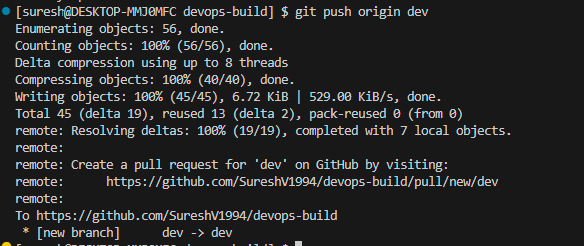 [suresh@DESKTOP-MMJ0MFC devops-build] $ git push origin dev
Enumerating objects: 56, done.
Counting objects: 100% (56/56), done.
Delta compression using up to 8 threads
Compressing objects: 100% (40/40), done.
Writing objects: 100% (45/45), 6.72 KiB | 529.00 KiB/s, done.
Total 45 (delta 19), reused 13 (delta 2), pack-reused 0 (from 0)
remote: Resolving deltas: 100% (19/19), completed with 7 local objects.
remote:
remote: Create a pull request for 'dev' on GitHub by visiting:
remote:      https://github.com/SureshV1994/devops-build/pull/new/dev
remote:
To https://github.com/SureshV1994/devops-build
 * [new branch]      dev -> dev
[suresh@DESKTOP-MMJ0MFC devops-build] $